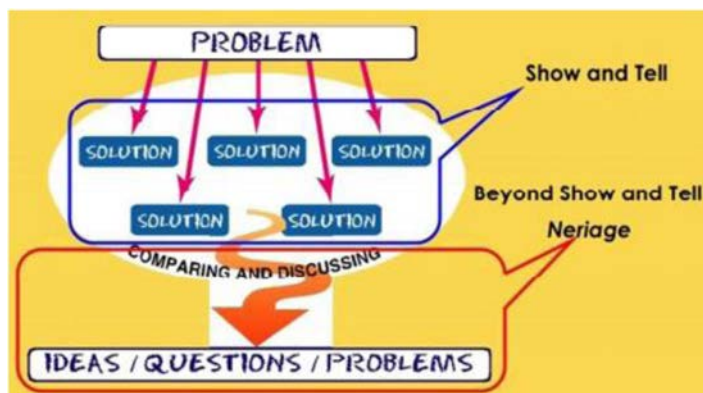 PROBLEM
Show and Tell
SOLUTION
SOLUTION
SOLUTION
Beyond Show and Tell
Neriage
SOLUTION
SOLUTION
COMPARING AND DISCUSSING
IDEAS / QUESTIONS / PROBLEMS